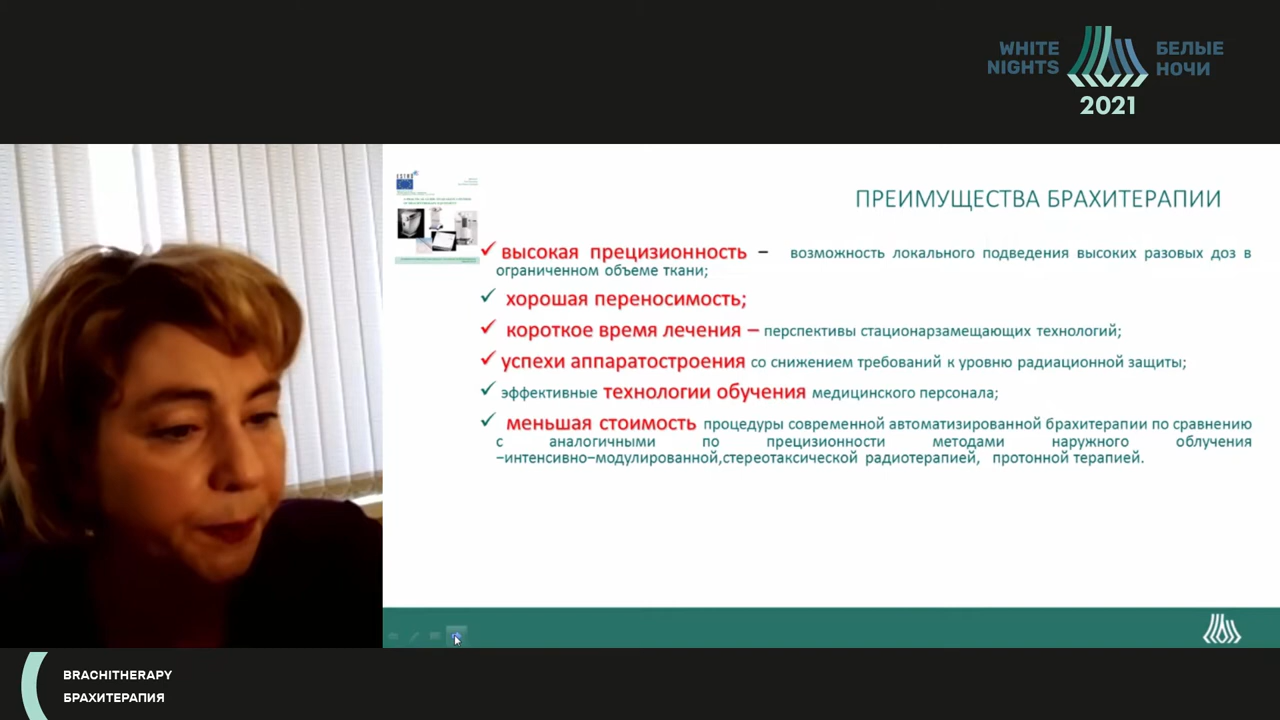 WHITE
NIGHTS
БЕЛЫЕ
НОЧИ
2021
ESTRO
ПРЕИМУЩЕСТВА БРАХИТЕРАПИИ
✓ высокая прецизионность – возможность локального подведения высоких разовых доз в
ограниченном объеме ткани;
✓ хорошая переносимость;
✓ короткое время лечения – перспективы стационарзамещающих технологий;
✓ успехи аппаратостроения со снижением требований к уровню радиационной защиты;
✓ эффективные технологии обучения медицинского персонала;
✓ меньшая стоимость процедуры современной автоматизированной брахитерапии по сравнению
с аналогичными по прецизионности методами наружного облучения
–интенсивно–модулированной,стереотаксической радиотерапией, протонной терапией.
BRACHITHERAPY
БРАХИТЕРАПИЯ